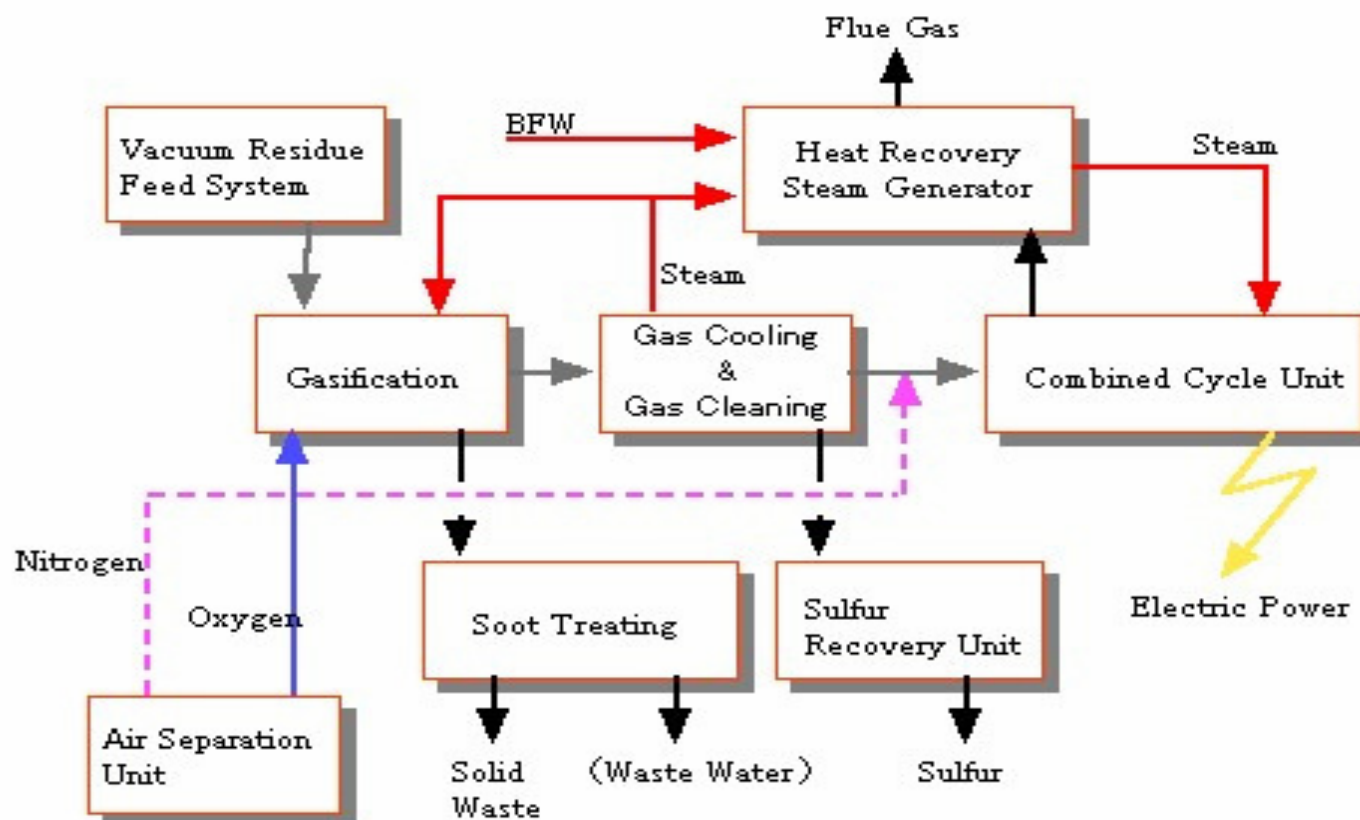 Flue Gas
Vacuum Residue
Feed System
BFW
Heat Recovery
Steam Generator
Steam
Steam
Gasification
Gas Cooling
&
Gas Cleaning
Combined Cycle Unit
Nitrogen
Oxygen
Soot Treating
Sulfur
Recovery Unit
Electric Power
Air Separation
Unit
Solid
Waste
(Waste Water)
Sulfur